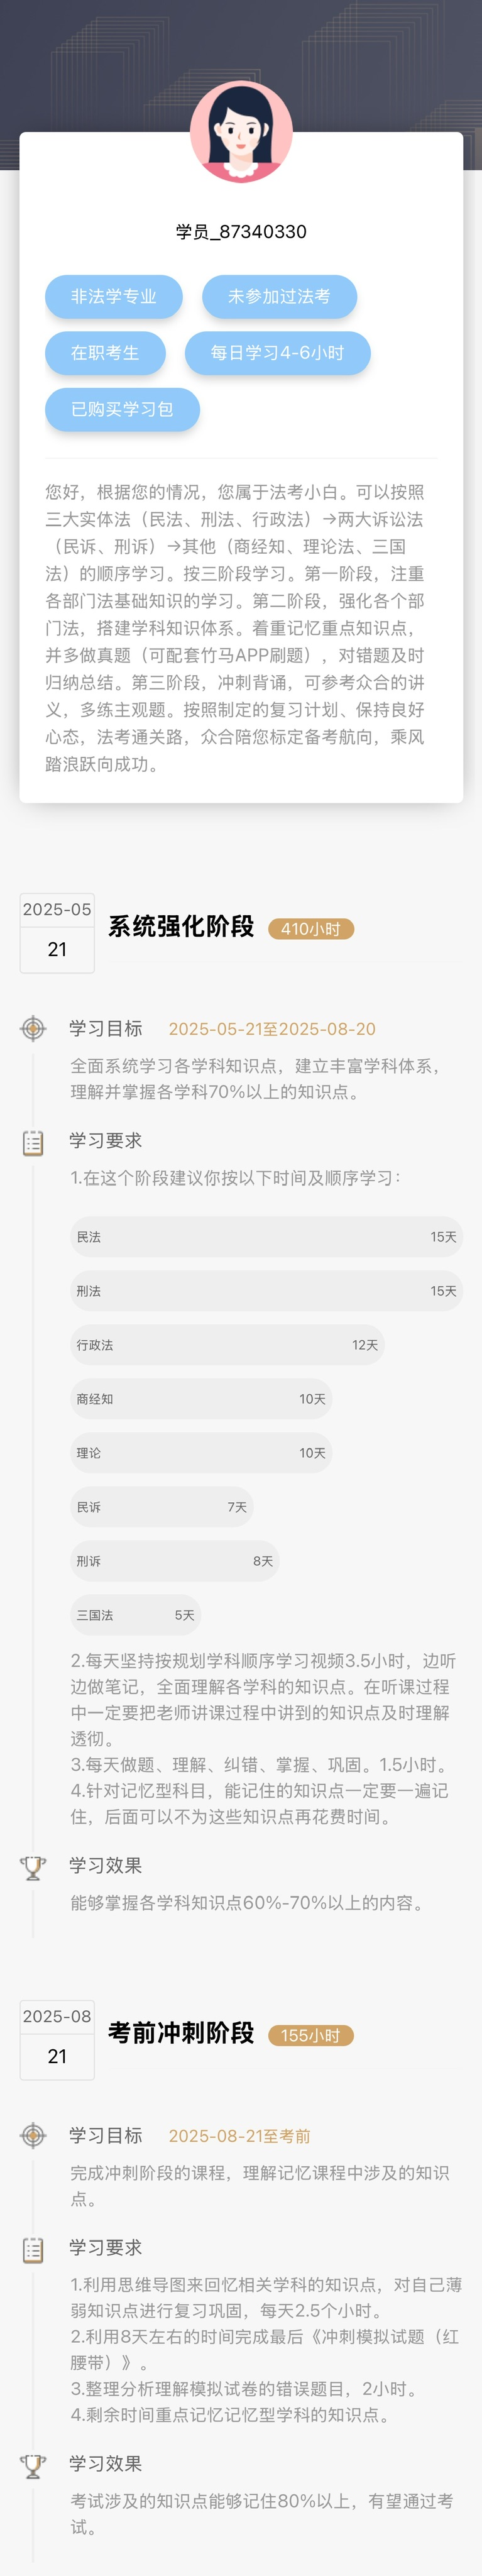 学员_87340330
非法学专业
未参加过法考
在职考生
每日学习4-6小时
已购买学习包
您好，根据您的情况，您属于法考小白。可以按照
三大实体法（民法、刑法、行政法）→两大诉讼法
（民诉、刑诉）→其他（商经知、理论法、三国
法）的顺序学习。按三阶段学习。第一阶段，注重
各部门法基础知识的学习。第二阶段，强化各个部
门法，搭建学科知识体系。着重记忆重点知识点，
并多做真题（可配套竹马APP刷题），对错题及时
归纳总结。第三阶段，冲刺背诵，可参考众合的讲
义，多练主观题。按照制定的复习计划、保持良好
心态，法考通关路，众合陪您标定备考航向，乘风
踏浪跃向成功。
2025-05
21
系统强化阶段 410小时
学习目标 2025-05-21至2025-08-20
全面系统学习各学科知识点，建立丰富学科体系，
理解并掌握各学科70%以上的知识点。
学习要求
1.在这个阶段建议你按以下时间及顺序学习：
民法 15天
刑法 15天
行政法 12天
商经知 10天
理论 10天
民诉 7天
刑诉 8天
三国法 5天
2.每天坚持按规划学科顺序学习视频3.5小时，边听
边做笔记，全面理解各学科的知识点。在听课过程
中一定要把老师讲课过程中讲到的知识点及时理解
透彻。
3.每天做题、理解、纠错、掌握、巩固。1.5小时。
4.针对记忆型科目，能记住的知识点一定要一遍记
住，后面可以不为这些知识点再花费时间。
学习效果
能够掌握各学科知识点60%-70%以上的内容。
2025-08
21
考前冲刺阶段 155小时
学习目标 2025-08-21至考前
完成冲刺阶段的课程，理解记忆课程中涉及的知识
点。
学习要求
1.利用思维导图来回忆相关学科的知识点，对自己薄
弱知识点进行复习巩固，每天2.5个小时。
2.利用8天左右的时间完成最后《冲刺模拟试题（红
腰带）》。
3.整理分析理解模拟试卷的错误题目，2小时。
4.剩余时间重点记忆记忆型学科的知识点。
学习效果
考试涉及的知识点能够记住80%以上，有望通过考
试。